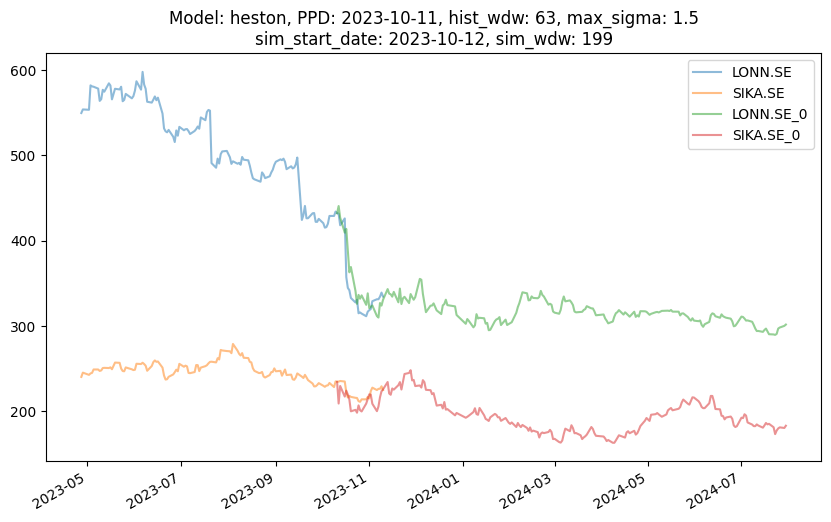 Model: heston, PPD: 2023-10-11, hist_wdw: 63, max_sigma: 1.5
sim_start_date: 2023-10-12, sim_wdw: 199
LONN.SE
SIKA.SE
LONN.SE_0
SIKA.SE_0
600
500
400
300
200
2023-05
2023-07
2023-09
2023-11
2024-01
2024-03
2024-05
2024-07